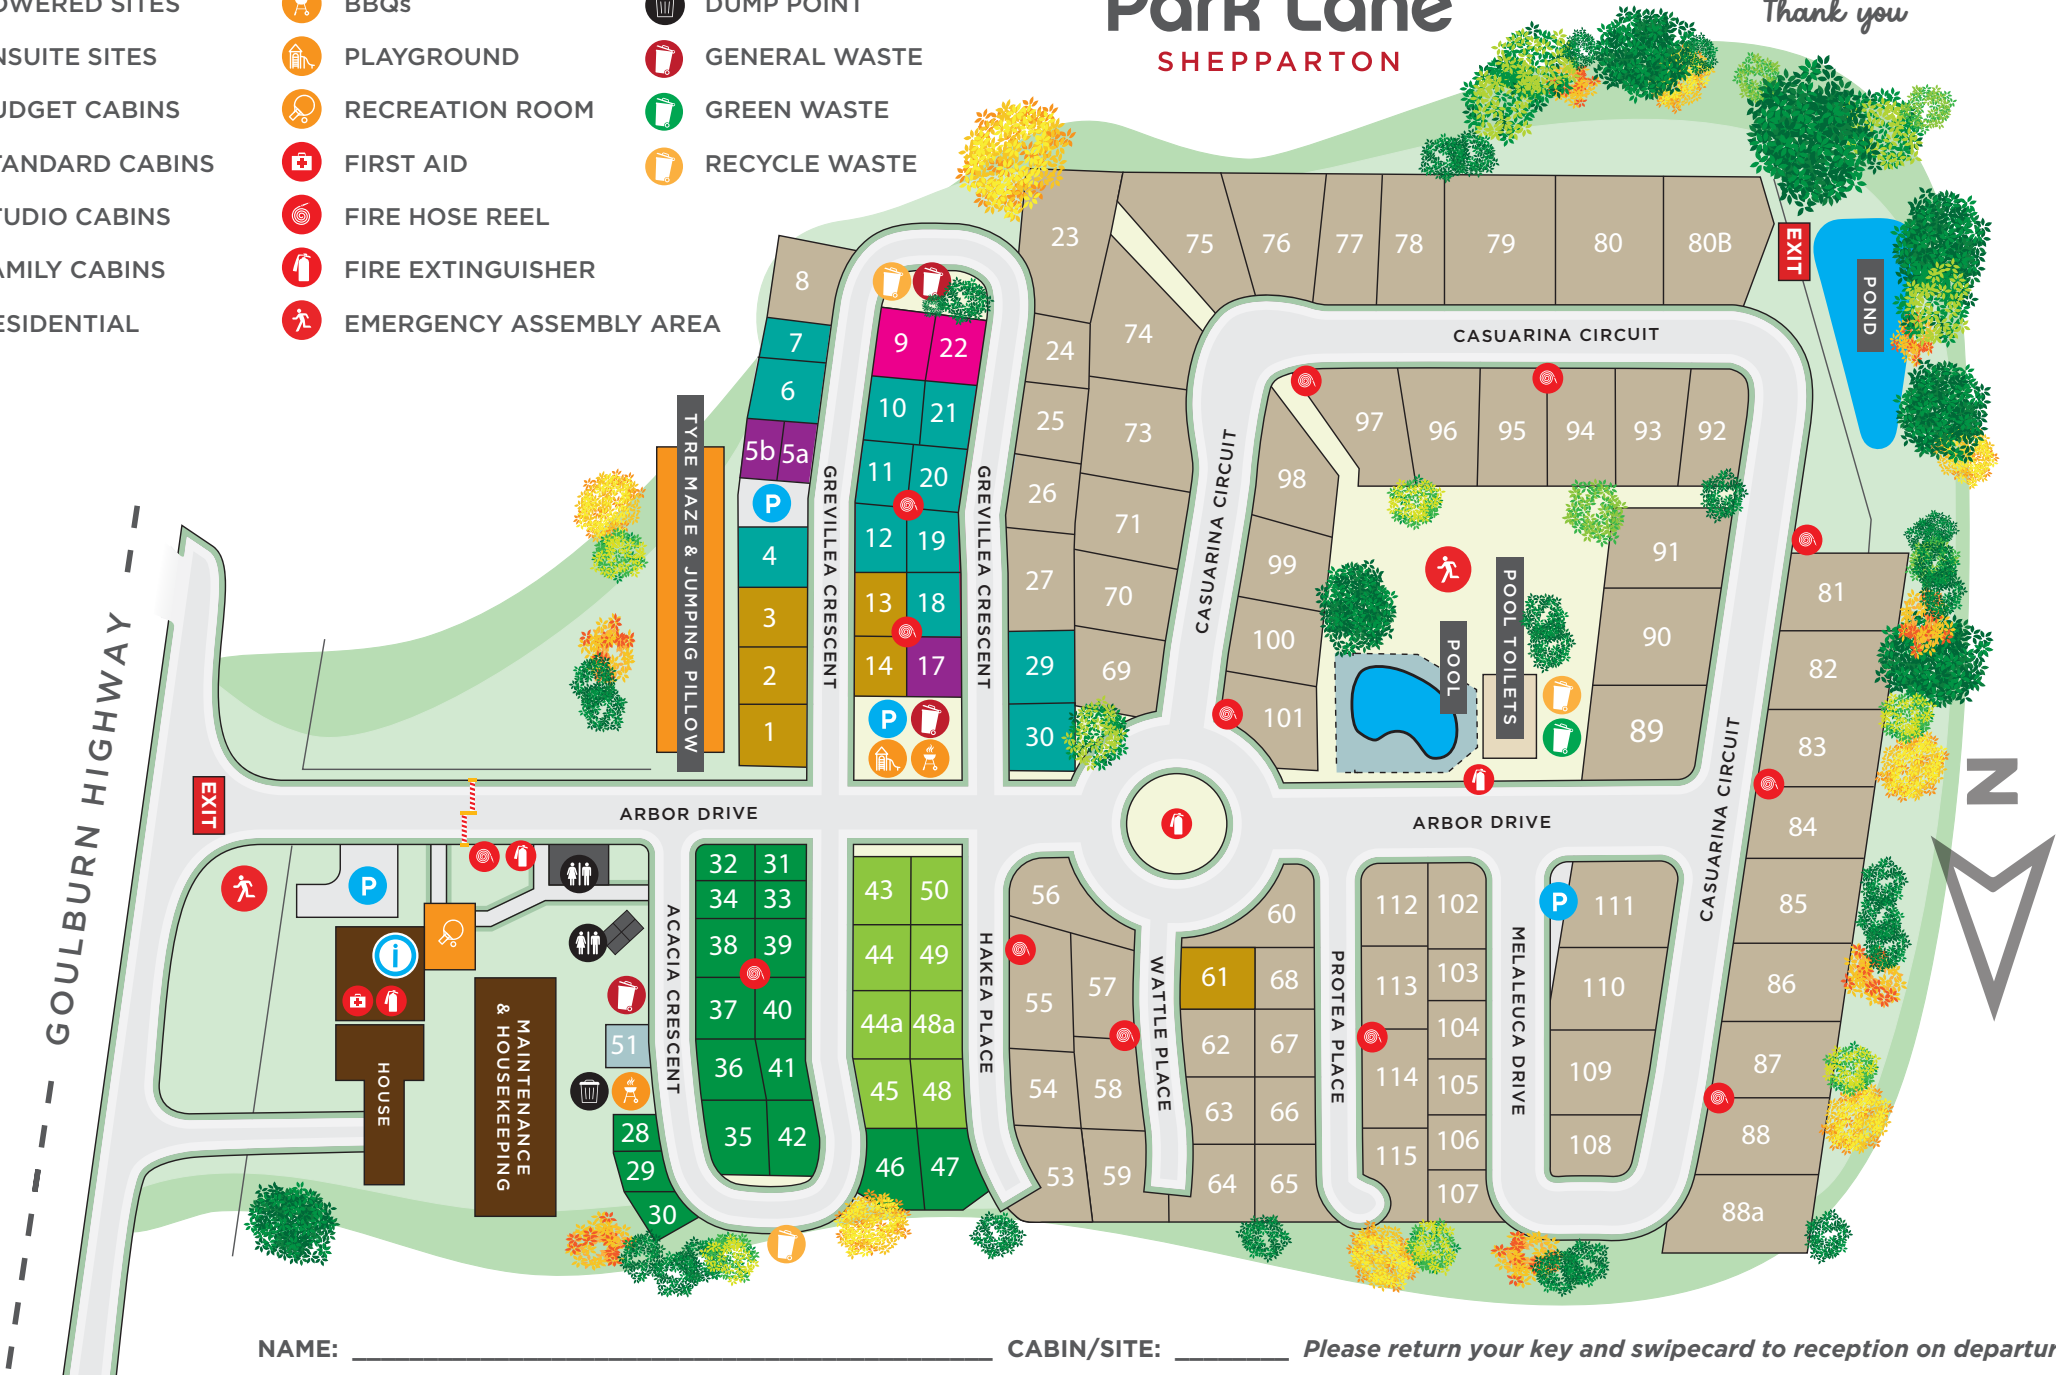 OWERED SITES
NSUITE SITES
UDGET CABINS
TANDARD CABINS
TUDIO CABINS
AMILY CABINS
ESIDENTIAL
BBQs
PLAYGROUND
RECREATION ROOM
FIRST AID
FIRE HOSE REEL
FIRE EXTINGUISHER
EMERGENCY ASSEMBLY AREA
DUMP POINT
GENERAL WASTE
GREEN WASTE
RECYCLE WASTE
Park Lane
SHEPPARTON
Thank you
8
7
6
5b
5a
P
4
3
2
1
TYRE MAZE & JUMPING PILLOW
GREVILLEA CRESCENT
9
22
10
21
11
20
12
19
13
18
14
17
P
GREVILLEA CRESCENT
23
24
25
26
27
29
30
74
73
71
70
69
75
76
77
78
79
80
80B
EXIT
POND
CASUARINA CIRCUIT
CASUARINA CIRCUIT
97
96
95
94
93
92
98
99
100
101
91
90
89
POOL
POOL TOILETS
CASUARINA CIRCUIT
81
82
83
84
85
86
87
88
88a
N
GOULBURN HIGHWAY
EXIT
ARBOR DRIVE
ARBOR DRIVE
P
i
HOUSE
MAINTENANCE
& HOUSEKEEPING
51
28
29
30
ACACIA CRESCENT
32
31
34
33
38
39
37
40
36
41
35
42
43
50
44
49
44a
48a
45
48
46
47
HAKEA PLACE
56
55
57
54
58
53
59
WATTLE PLACE
60
61
68
62
67
63
66
64
65
PROTEA PLACE
112
102
113
103
104
114
105
106
115
107
MELALEUCA DRIVE
P
111
110
109
108
NAME:
CABIN/SITE:
Please return your key and swipecard to reception on departur